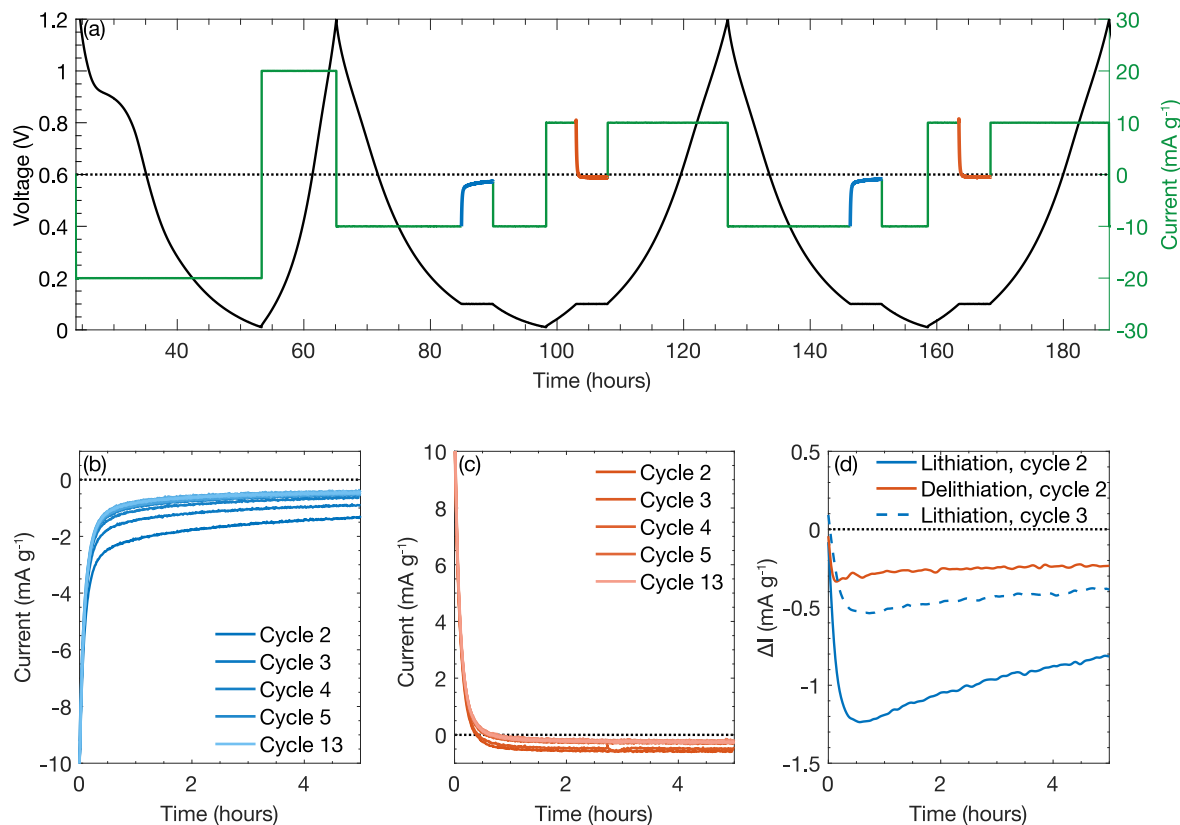 (a)
1.2
1
0.8
0.6
0.4
0.2
0
Voltage (V)
30
20
10
0
-10
-20
-30
Current (mA g⁻¹)
40 60 80 100 120 140 160 180
Time (hours)
(b)
0
-2
-4
-6
-8
-10
Current (mA g⁻¹)
Cycle 2
Cycle 3
Cycle 4
Cycle 5
Cycle 13
0 2 4
Time (hours)
(c)
10
8
6
4
2
0
-1
Current (mA g⁻¹)
Cycle 2
Cycle 3
Cycle 4
Cycle 5
Cycle 13
0 2 4
Time (hours)
(d)
0.5
0
-0.5
-1
-1.5
ΔI (mA g⁻¹)
Lithiation, cycle 2
Delithiation, cycle 2
Lithiation, cycle 3
0 2 4
Time (hours)